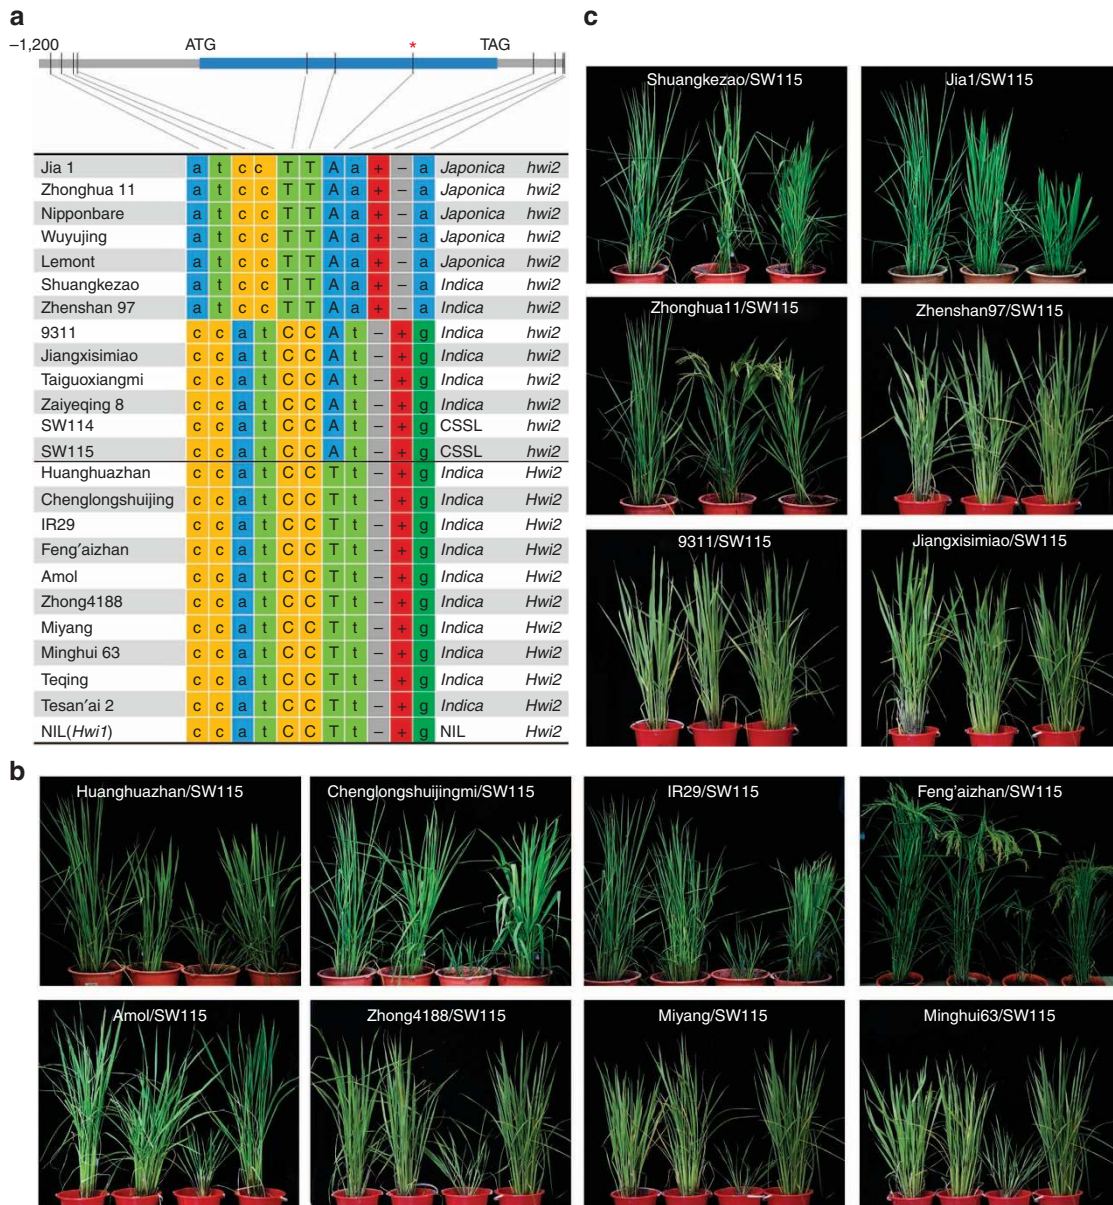 a
−1,200 ATG * TAG
Jia 1 a t c c T T A a + − a Japonica hwi2
Zhonghua 11 a t c c T T A a + − a Japonica hwi2
Nipponbare a t c c T T A a + − a Japonica hwi2
Wuyujing a t c c T T A a + − a Japonica hwi2
Lemont a t c c T T A a + − a Japonica hwi2
Shuangkezao a t c c T T A a + − a Indica hwi2
Zhenshan 97 a t c c T T A a + − a Indica hwi2
9311 c c a t C C A t − + g Indica hwi2
Jiangxisimiao c c a t C C A t − + g Indica hwi2
Taiguoxiangmi c c a t C C A t − + g Indica hwi2
Zaiyeqing 8 c c a t C C A t − + g Indica hwi2
SW114 c c a t C C A t − + g CSSL hwi2
SW115 c c a t C C A t − + g CSSL hwi2
Huanghuazhan c c a t C C T t − + g Indica Hwi2
Chenglongshuijing c c a t C C T t − + g Indica Hwi2
IR29 c c a t C C T t − + g Indica Hwi2
Feng′aizhan c c a t C C T t − + g Indica Hwi2
Amol c c a t C C T t − + g Indica Hwi2
Zhong4188 c c a t C C T t − + g Indica Hwi2
Miyang c c a t C C T t − + g Indica Hwi2
Minghui 63 c c a t C C T t − + g Indica Hwi2
Teqing c c a t C C T t − + g Indica Hwi2
Tesan′ai 2 c c a t C C T t − + g Indica Hwi2
NIL(Hwi1) c c a t C C T t − + g NIL Hwi2
c
Shuangkezao/SW115 Jia1/SW115
Zhonghua11/SW115 Zhenshan97/SW115
9311/SW115 Jiangxisimiao/SW115
b
Huanghuazhan/SW115 Chenglongshuijingmi/SW115 IR29/SW115 Feng′aizhan/SW115
Amol/SW115 Zhong4188/SW115 Miyang/SW115 Minghui63/SW115